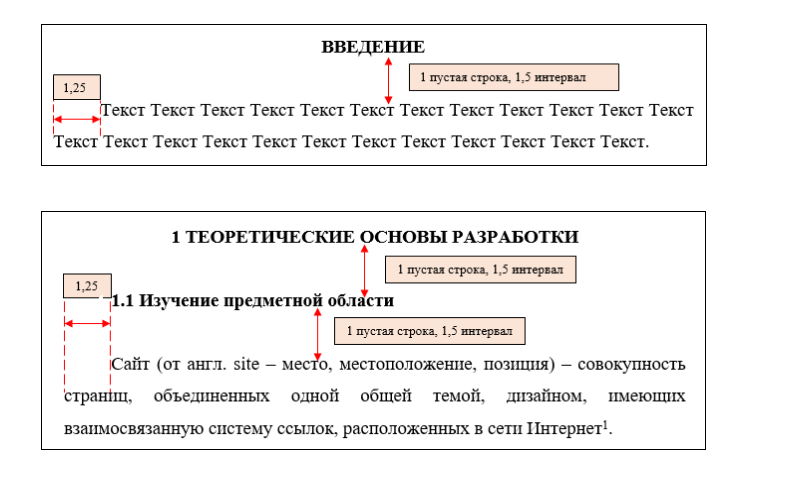 ВВЕДЕНИЕ
1 пустая строка, 1,5 интервал
1,25
Текст Текст Текст Текст Текст Текст Текст Текст Текст Текст Текст Текст
Текст Текст Текст Текст Текст Текст Текст Текст Текст Текст Текст Текст.
1 ТЕОРЕТИЧЕСКИЕ ОСНОВЫ РАЗРАБОТКИ
1 пустая строка, 1,5 интервал
1,25
1.1 Изучение предметной области
1 пустая строка, 1,5 интервал
Сайт (от англ. site – место, местоположение, позиция) – совокупность
страниц, объединенных одной общей темой, дизайном, имеющих
взаимосвязанную систему ссылок, расположенных в сети Интернет¹.